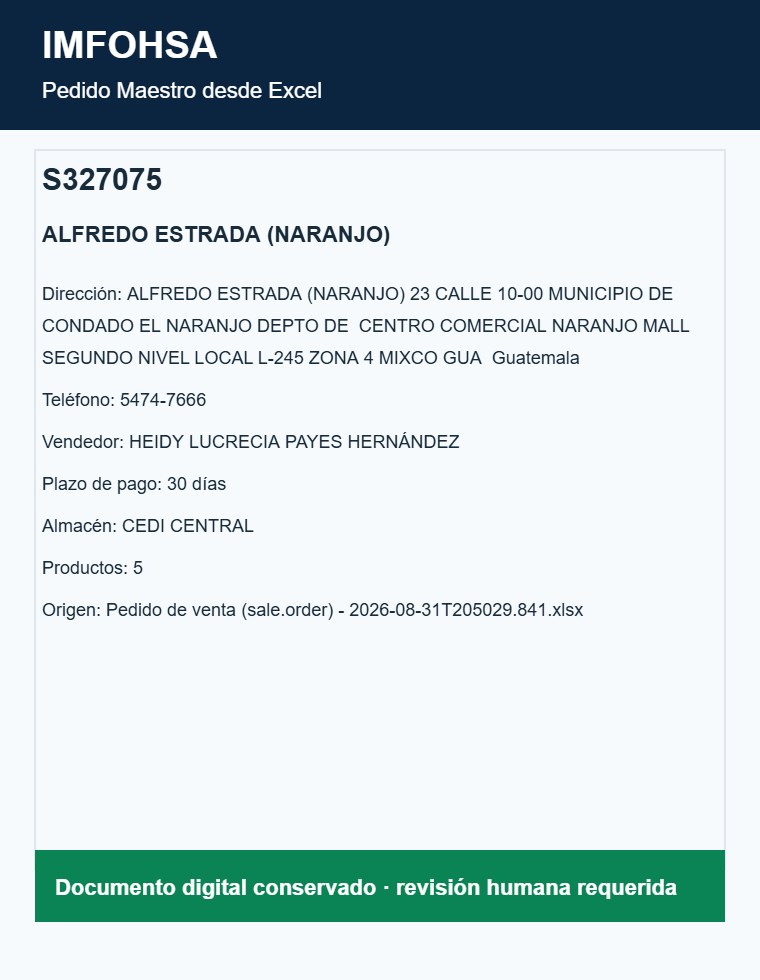 IMFOHSA
Pedido Maestro desde Excel
S327075
ALFREDO ESTRADA (NARANJO)
Dirección: ALFREDO ESTRADA (NARANJO) 23 CALLE 10-00 MUNICIPIO DE
CONDADO EL NARANJO DEPTO DE  CENTRO COMERCIAL NARANJO MALL
SEGUNDO NIVEL LOCAL L-245 ZONA 4 MIXCO GUA  Guatemala
Teléfono: 5474-7666
Vendedor: HEIDY LUCRECIA PAYES HERNÁNDEZ
Plazo de pago: 30 días
Almacén: CEDI CENTRAL
Productos: 5
Origen: Pedido de venta (sale.order) - 2026-08-31T205029.841.xlsx
Documento digital conservado · revisión humana requerida